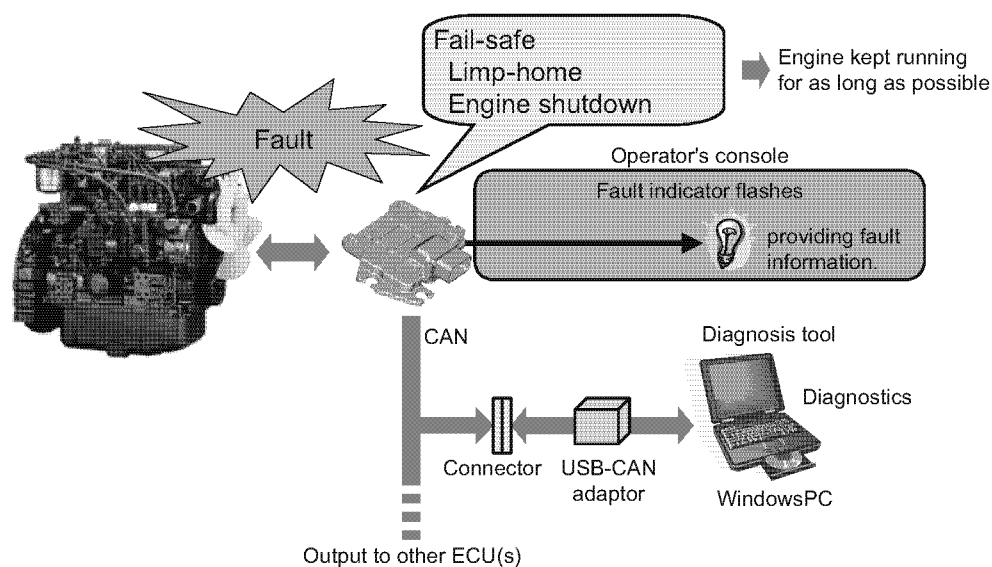 Fail-safe
Limp-home
Engine shutdown
Engine kept running
for as long as possible
Fault
Operator's console
Fault indicator flashes
providing fault
information.
CAN
Diagnosis tool
Diagnostics
Connector
USB-CAN
adaptor
WindowsPC
Output to other ECU(s)